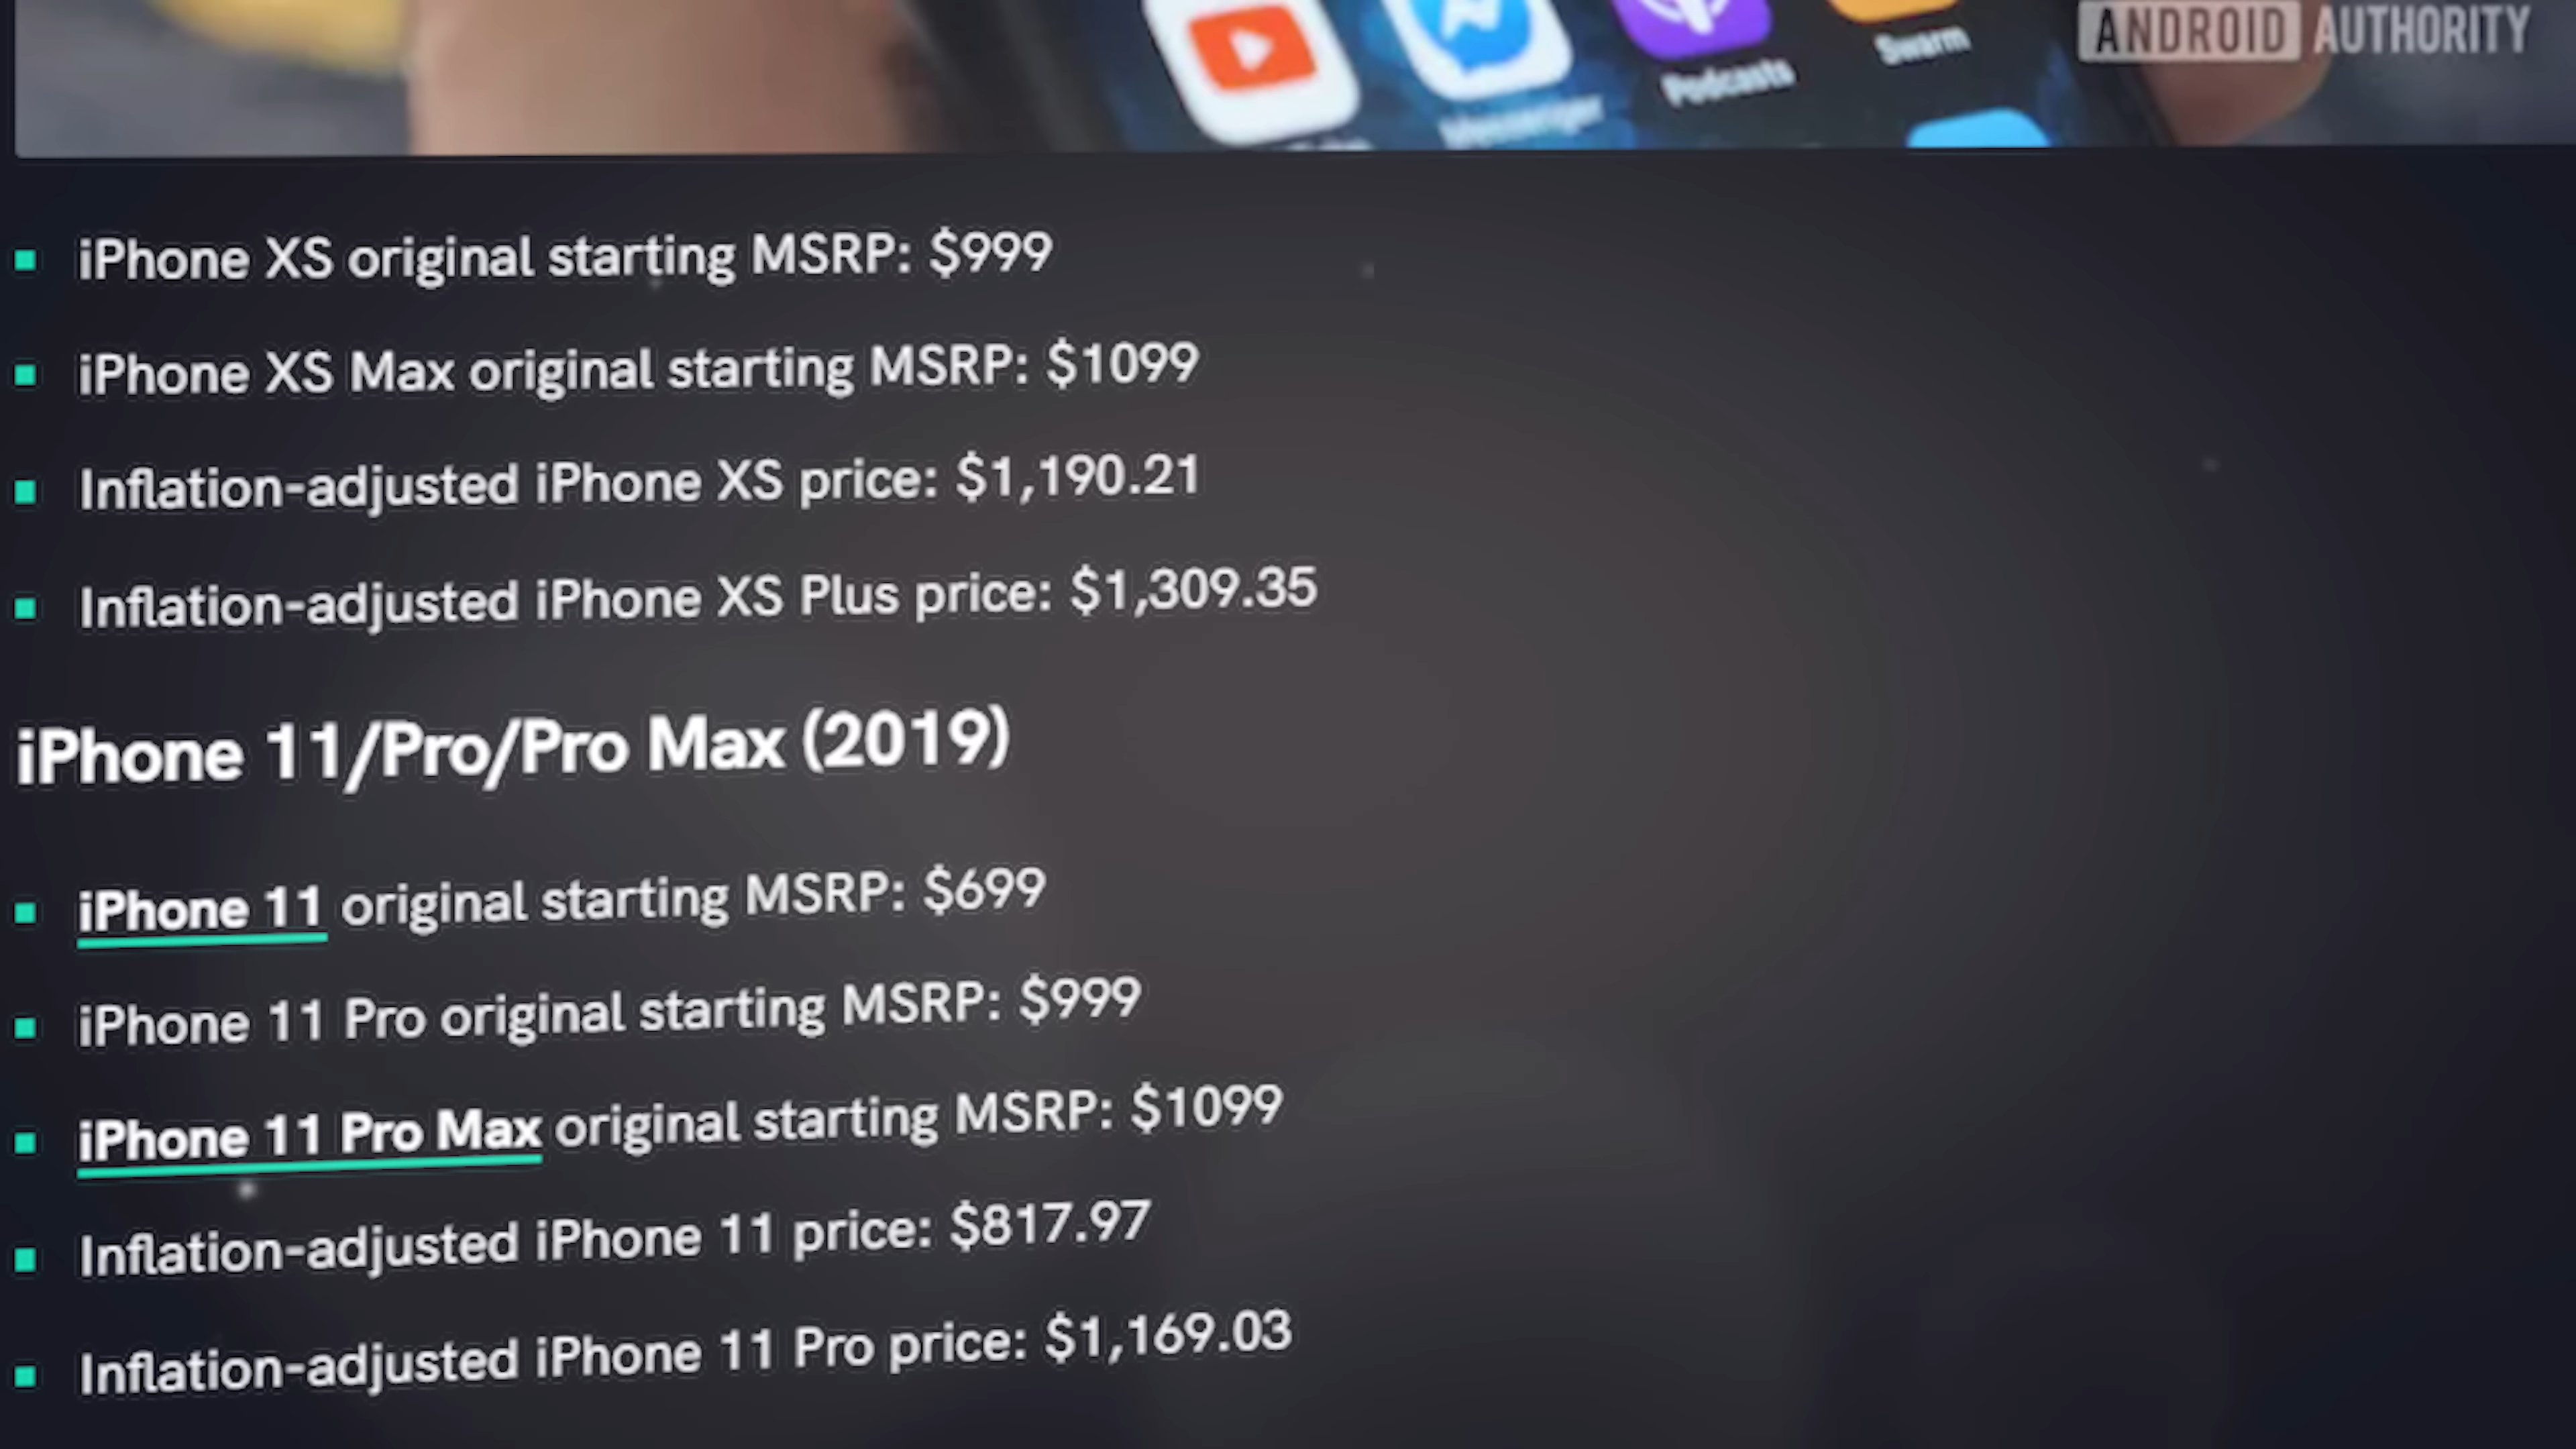 ANDROID AUTHORITY
Swarm
Podcasts
Messenger
iPhone XS original starting MSRP: $999
iPhone XS Max original starting MSRP: $1099
Inflation-adjusted iPhone XS price: $1,190.21
Inflation-adjusted iPhone XS Plus price: $1,309.35
iPhone 11/Pro/Pro Max (2019)
iPhone 11 original starting MSRP: $699
iPhone 11 Pro original starting MSRP: $999
iPhone 11 Pro Max original starting MSRP: $1099
Inflation-adjusted iPhone 11 price: $817.97
Inflation-adjusted iPhone 11 Pro price: $1,169.03